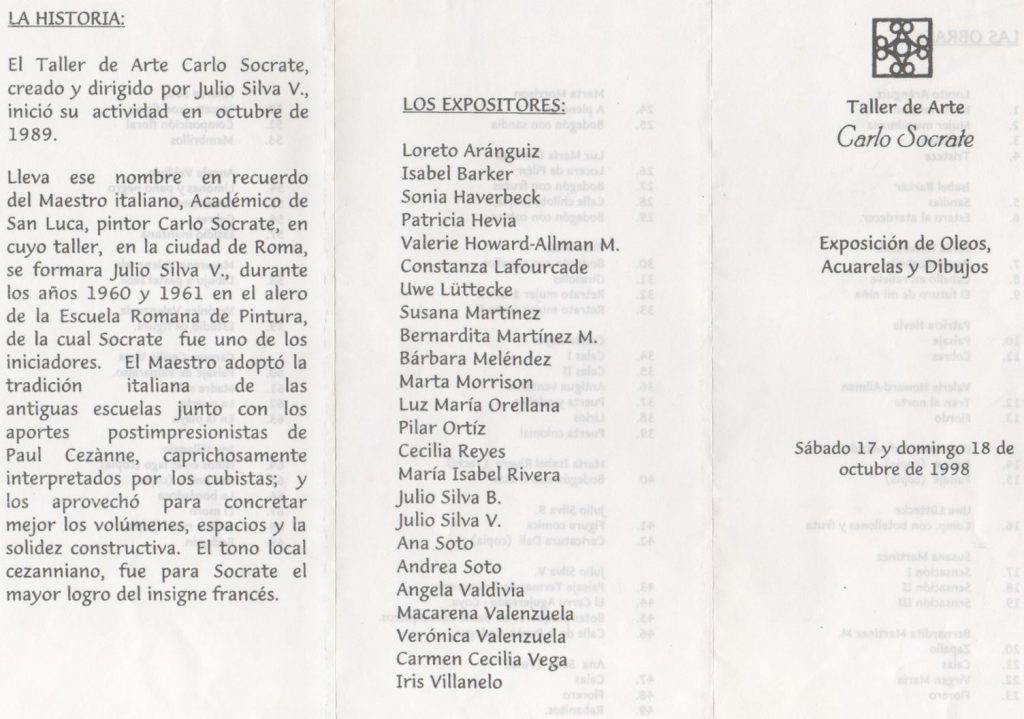 LA HISTORIA:
El Taller de Arte Carlo Socrate,
creado y dirigido por Julio Silva V.,
inició su actividad en octubre de
1989.
Lleva ese nombre en recuerdo
del Maestro italiano, Académico de
San Luca, pintor Carlo Socrate, en
cuyo taller, en la ciudad de Roma,
se formara Julio Silva V., durante
los años 1960 y 1961 en el alero
de la Escuela Romana de Pintura,
de la cual Socrate fue uno de los
iniciadores. El Maestro adoptó la
tradición italiana de las
antiguas escuelas junto con los
aportes postimpresionistas de
Paul Cezànne, caprichosamente
interpretados por los cubistas; y
los aprovechó para concretar
mejor los volúmenes, espacios y la
solidez constructiva. El tono local
cezanniano, fue para Socrate el
mayor logro del insigne francés.
LOS EXPOSITORES:
Loreto Aránguiz
Isabel Barker
Sonia Haverbeck
Patricia Hevia
Valerie Howard-Allman M.
Constanza Lafourcade
Uwe Lüttecke
Susana Martínez
Bernardita Martínez M.
Bárbara Meléndez
Marta Morrison
Luz María Orellana
Pilar Ortíz
Cecilia Reyes
María Isabel Rivera
Julio Silva B.
Julio Silva V.
Ana Soto
Andrea Soto
Angela Valdivia
Macarena Valenzuela
Verónica Valenzuela
Carmen Cecilia Vega
Iris Villanelo
Taller de Arte
Carlo Socrate
Exposición de Oleos,
Acuarelas y Dibujos
Sábado 17 y domingo 18 de
octubre de 1998